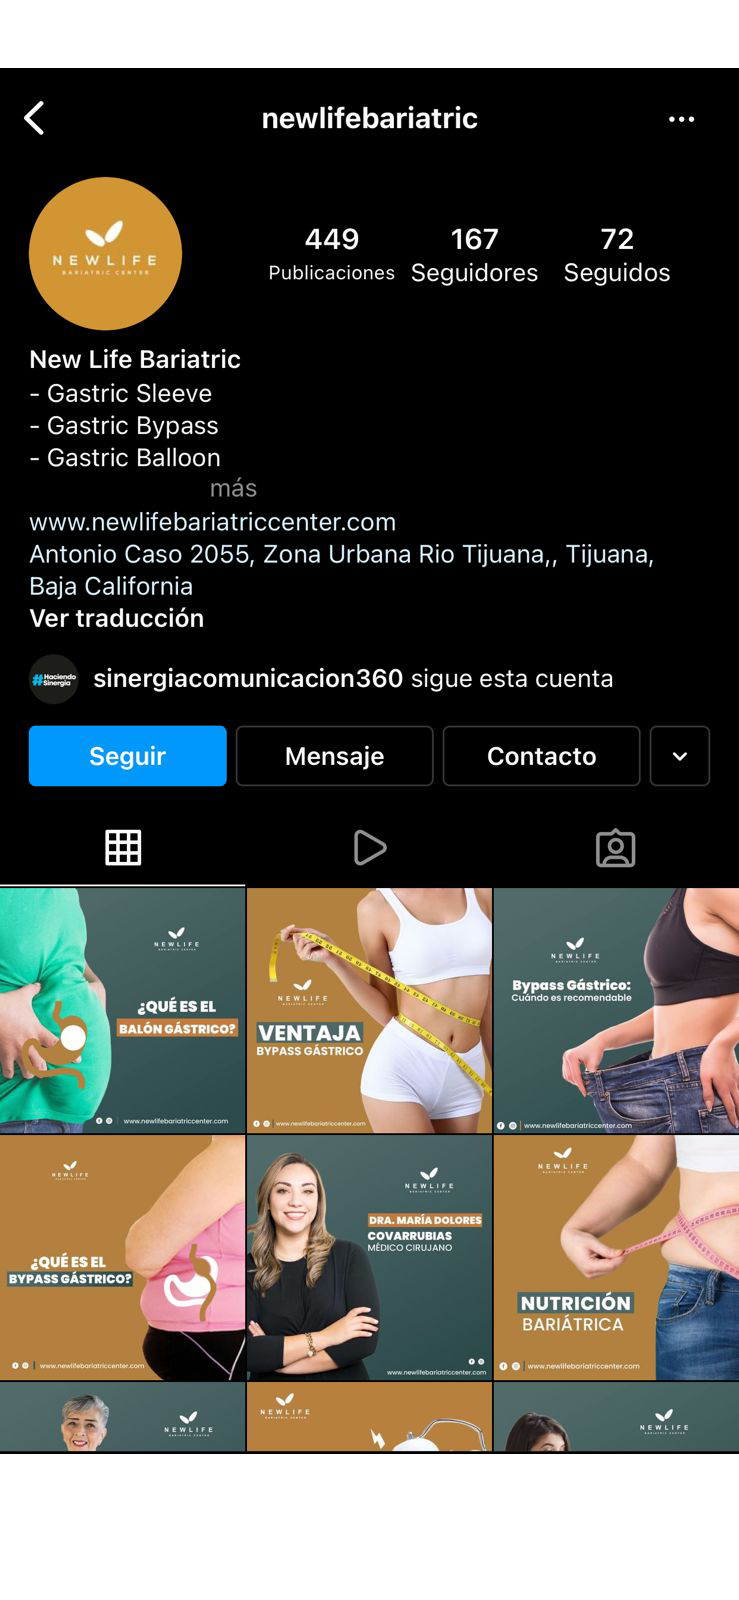 newlifebariatric
NEWLIFE
BARIATRIC CENTER
449
Publicaciones
167
Seguidores
72
Seguidos
New Life Bariatric
- Gastric Sleeve
- Gastric Bypass
- Gastric Balloon
más
www.newlifebariatriccenter.com
Antonio Caso 2055, Zona Urbana Rio Tijuana,, Tijuana,
Baja California
Ver traducción
#Haciendo
Sinergia
sinergiacomunicacion360 sigue esta cuenta
Seguir
Mensaje
Contacto
NEWLIFE
BARIATRIC CENTER
¿QUÉ ES EL
BALÓN GÁSTRICO?
www.newlifebariatriccenter.com
NEWLIFE
BARIATRIC CENTER
VENTAJA
BYPASS GÁSTRICO
www.newlifebariatriccenter.com
NEWLIFE
BARIATRIC CENTER
Bypass Gástrico:
Cuándo es recomendable
www.newlifebariatriccenter.com
NEWLIFE
BARIATRIC CENTER
¿QUÉ ES EL
BYPASS GÁSTRICO?
www.newlifebariatriccenter.com
NEWLIFE
BARIATRIC CENTER
DRA. MARÍA DOLORES
COVARRUBIAS
MÉDICO CIRUJANO
www.newlifebariatriccenter.com
NEWLIFE
BARIATRIC CENTER
NUTRICIÓN
BARIÁTRICA
www.newlifebariatriccenter.com
NEWLIFE
BARIATRIC CENTER
NEWLIFE
BARIATRIC CENTER
NEWLIFE
BARIATRIC CENTER